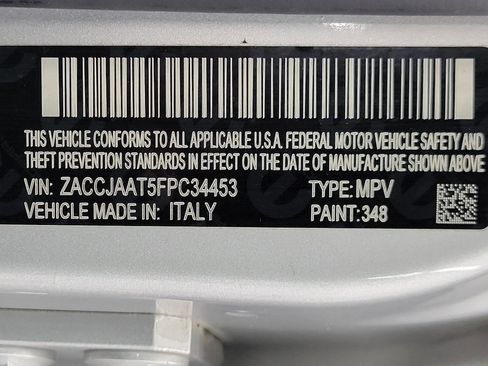 THIS VEHICLE CONFORMS TO ALL APPLICABLE U.S.A. FEDERAL MOTOR VEHICLE SAFETY AND
THEFT PREVENTION STANDARDS IN EFFECT ON THE DATE OF MANUFACTURE SHOWN ABOVE
VIN: ZACCJAAT5FPC34453 TYPE: MPV
VEHICLE MADE IN: ITALY PAINT: 348